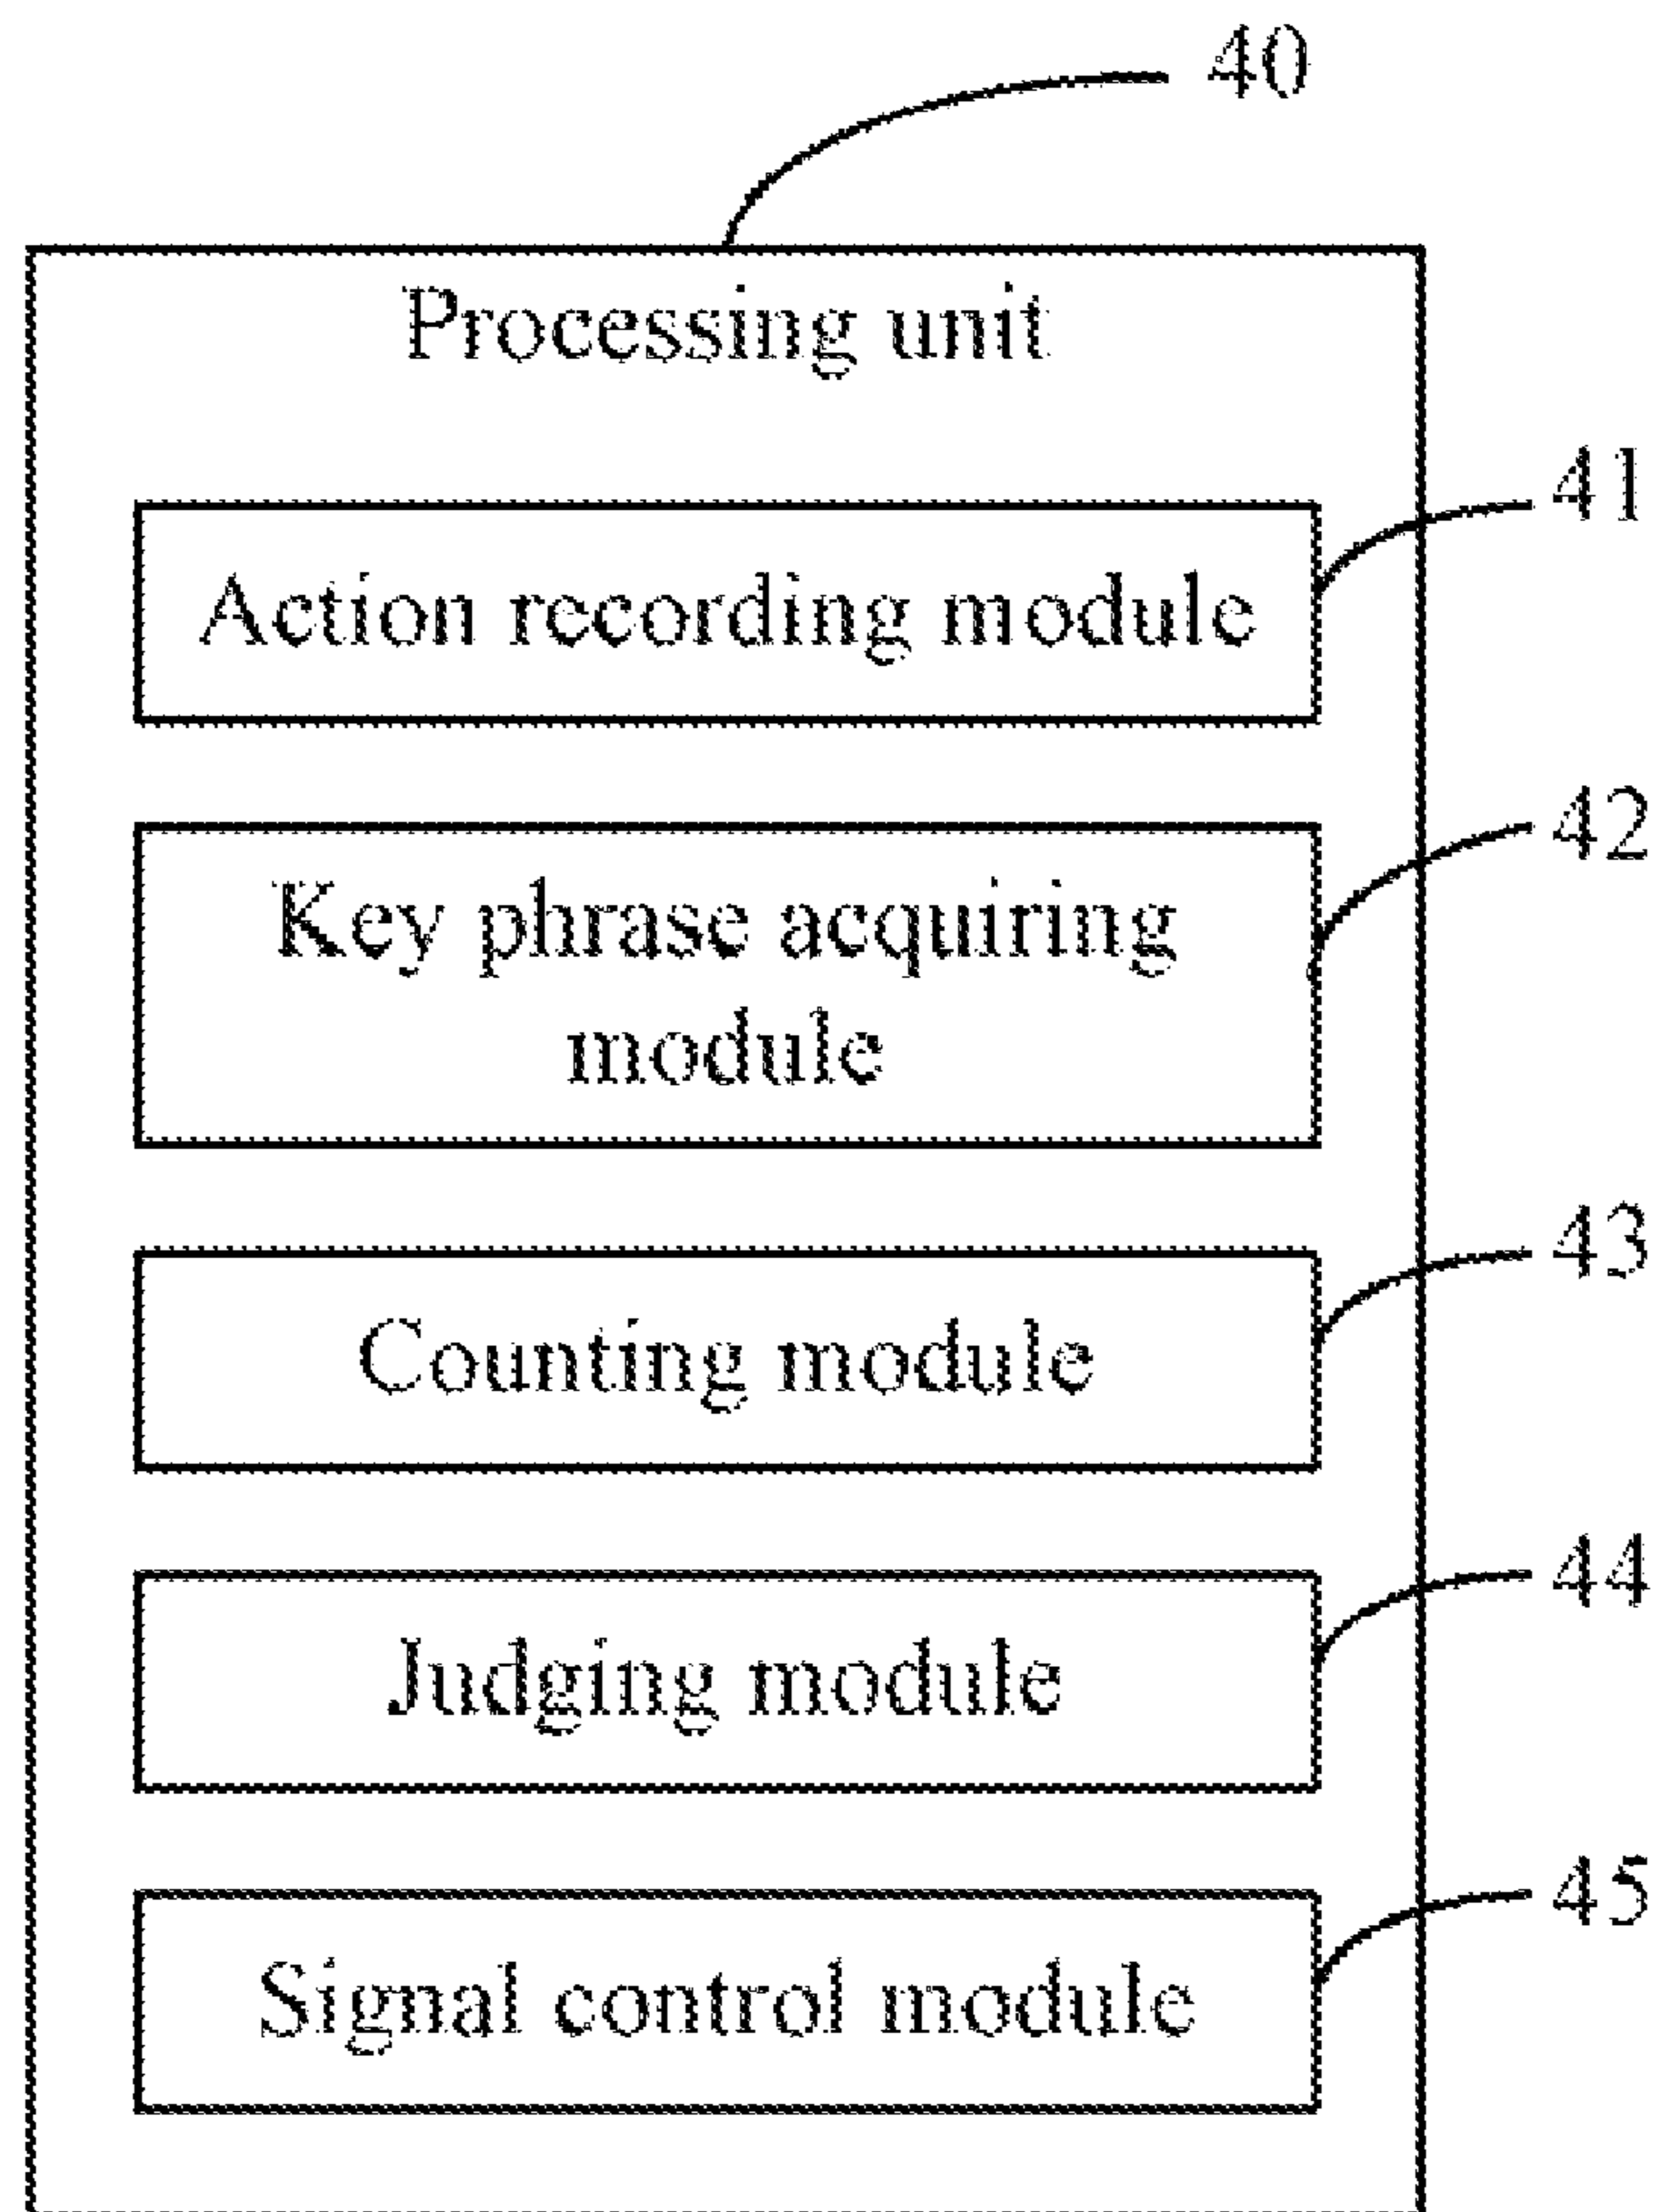 40
Processing unit
41
Action recording module
42
Key phrase acquiring
module
43
Counting module
44
Judging module
45
Signal control module